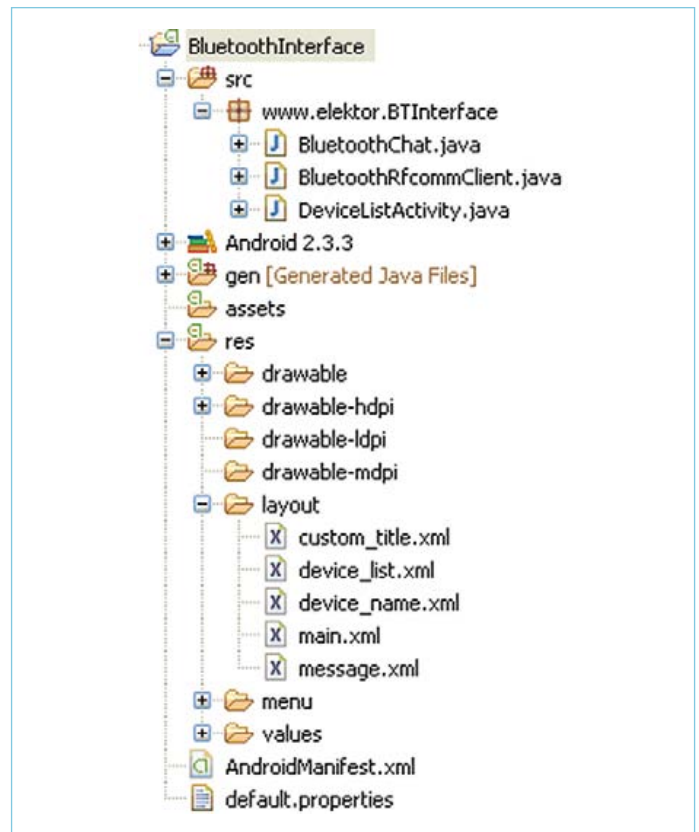 BluetoothInterface
src
www.elektor.BTInterface
BluetoothChat.java
BluetoothRfcommClient.java
DeviceListActivity.java
Android 2.3.3
gen [Generated Java Files]
assets
res
drawable
drawable-hdpi
drawable-ldpi
drawable-mdpi
layout
custom_title.xml
device_list.xml
device_name.xml
main.xml
message.xml
menu
values
AndroidManifest.xml
default.properties